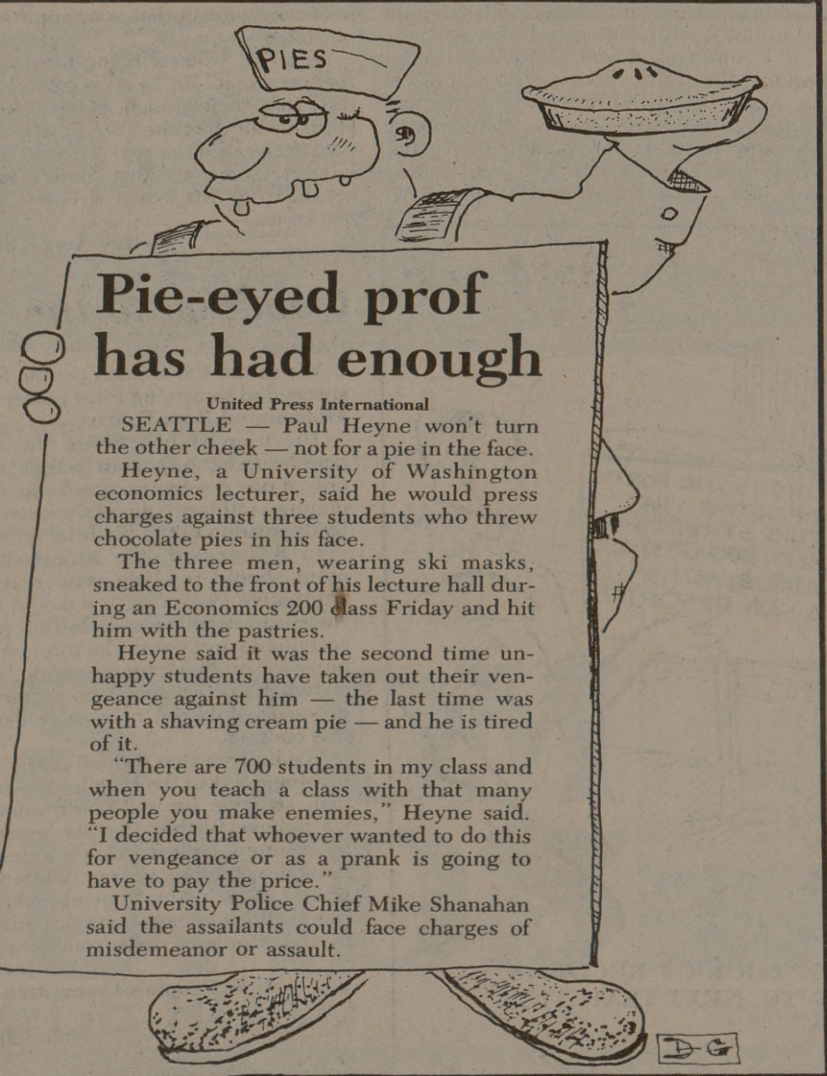 PIES
Pie-eyed prof
has had enough
United Press International
SEATTLE — Paul Heyne won't turn
the other cheek — not for a pie in the face.
Heyne, a University of Washington
economics lecturer, said he would press
charges against three students who threw
chocolate pies in his face.
The three men, wearing ski masks,
sneaked to the front of his lecture hall dur-
ing an Economics 200 class Friday and hit
him with the pastries.
Heyne said it was the second time un-
happy students have taken out their ven-
geance against him — the last time was
with a shaving cream pie — and he is tired
of it.
“There are 700 students in my class and
when you teach a class with that many
people you make enemies,” Heyne said.
“I decided that whoever wanted to do this
for vengeance or as a prank is going to
have to pay the price.”
University Police Chief Mike Shanahan
said the assailants could face charges of
misdemeanor or assault.
D-G